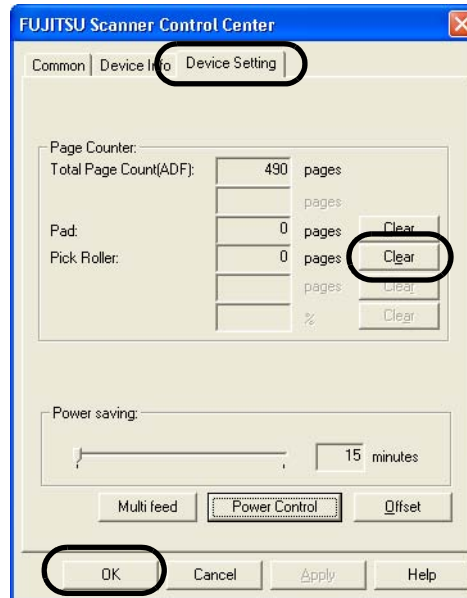 FUJITSU Scanner Control Center
Common Device Info Device Setting
Page Counter:
Total Page Count(ADF): 490 pages
pages
Pad: 0 pages Clear
Pick Roller: 0 pages Clear
pages Clear
% Clear
Power saving:
15 minutes
Multi feed Power Control Offset
OK Cancel Apply Help